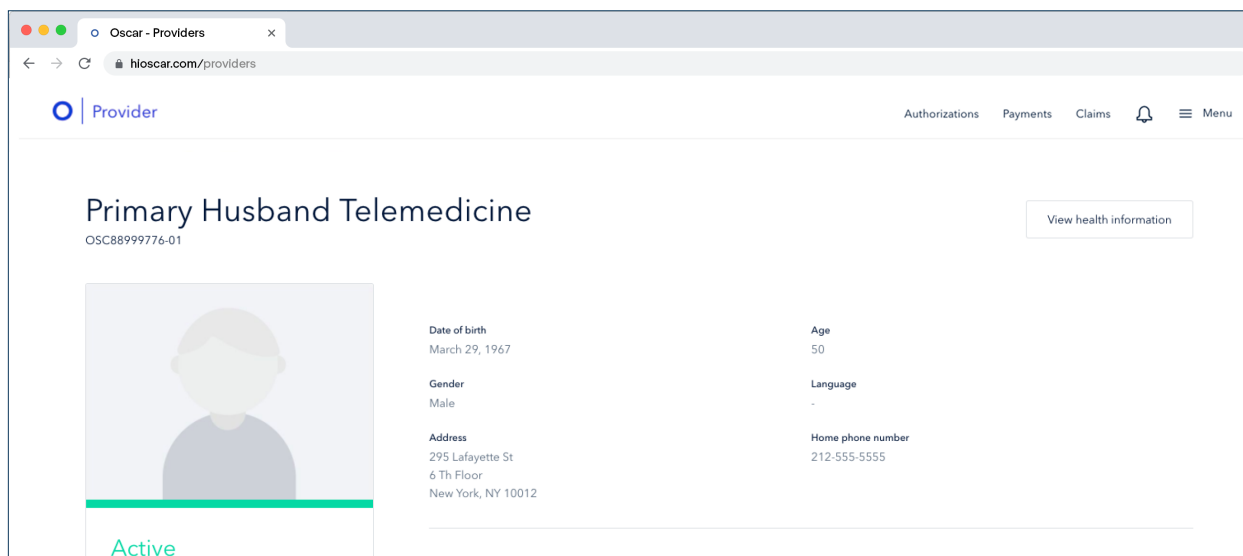 Oscar - Providers
hioscar.com/providers
Provider
Authorizations Payments Claims Menu
Primary Husband Telemedicine
OSC88999776-01
View health information
Date of birth
March 29, 1967
Age
50
Gender
Male
Language
-
Address
295 Lafayette St
6 Th Floor
New York, NY 10012
Home phone number
212-555-5555
Active